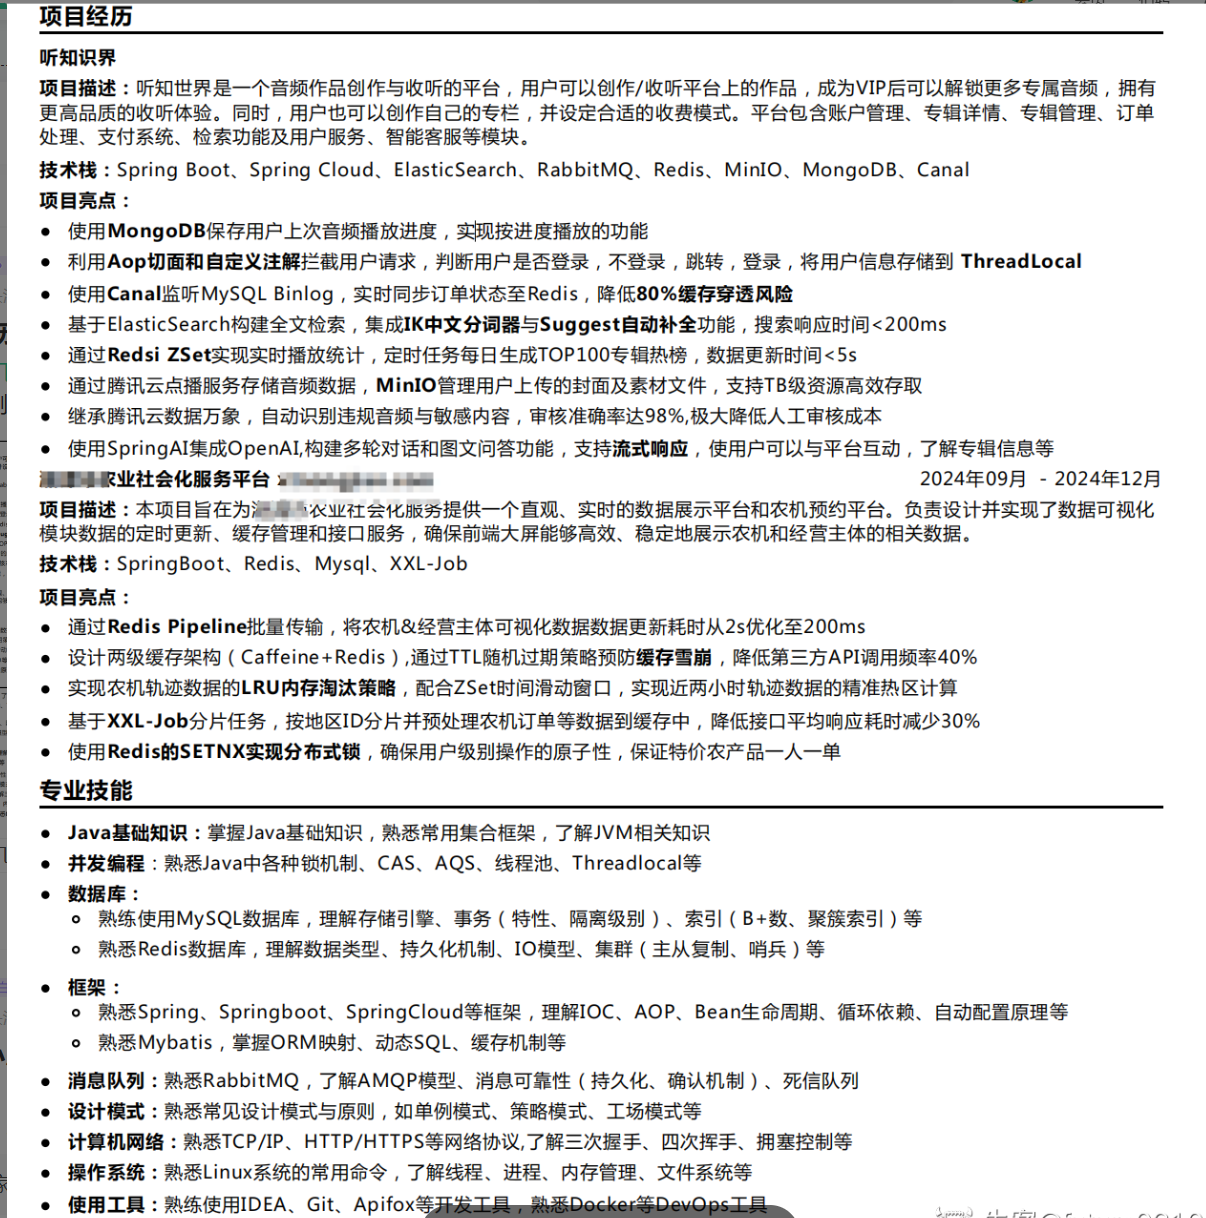 项目经历
听知识界
项目描述：听知世界是一个音频作品创作与收听的平台，用户可以创作/收听平台上的作品，成为VIP后可以解锁更多专属音频，拥有
更高品质的收听体验。同时，用户也可以创作自己的专栏，并设定合适的收费模式。平台包含账户管理、专辑详情、专辑管理、订单
处理、支付系统、检索功能及用户服务、智能客服等模块。
技术栈：Spring Boot、Spring Cloud、ElasticSearch、RabbitMQ、Redis、MinIO、MongoDB、Canal
项目亮点：
● 使用MongoDB保存用户上次音频播放进度，实现按进度播放的功能
● 利用Aop切面和自定义注解拦截用户请求，判断用户是否登录，不登录，跳转，登录，将用户信息存储到 ThreadLocal
● 使用Canal监听MySQL Binlog，实时同步订单状态至Redis，降低80%缓存穿透风险
● 基于ElasticSearch构建全文检索，集成IK中文分词器与Suggest自动补全功能，搜索响应时间<200ms
● 通过Redsi ZSet实现实时播放统计，定时任务每日生成TOP100专辑热榜，数据更新时间<5s
● 通过腾讯云点播服务存储音频数据，MinIO管理用户上传的封面及素材文件，支持TB级资源高效存取
● 继承腾讯云数据万象，自动识别违规音频与敏感内容，审核准确率达98%,极大降低人工审核成本
● 使用SpringAI集成OpenAI,构建多轮对话和图文问答功能，支持流式响应，使用户可以与平台互动，了解专辑信息等
农业社会化服务平台 2024年09月 - 2024年12月
项目描述：本项目旨在为农业社会化服务提供一个直观、实时的数据展示平台和农机预约平台。负责设计并实现了数据可视化
模块数据的定时更新、缓存管理和接口服务，确保前端大屏能够高效、稳定地展示农机和经营主体的相关数据。
技术栈：SpringBoot、Redis、Mysql、XXL-Job
项目亮点：
● 通过Redis Pipeline批量传输，将农机&经营主体可视化数据数据更新耗时从2s优化至200ms
● 设计两级缓存架构（Caffeine+Redis）,通过TTL随机过期策略预防缓存雪崩，降低第三方API调用频率40%
● 实现农机轨迹数据的LRU内存淘汰策略，配合ZSet时间滑动窗口，实现近两小时轨迹数据的精准热区计算
● 基于XXL-Job分片任务，按地区ID分片并预处理农机订单等数据到缓存中，降低接口平均响应耗时减少30%
● 使用Redis的SETNX实现分布式锁，确保用户级别操作的原子性，保证特价农产品一人一单
专业技能
● Java基础知识：掌握Java基础知识，熟悉常用集合框架，了解JVM相关知识
● 并发编程：熟悉Java中各种锁机制、CAS、AQS、线程池、Threadlocal等
● 数据库：
○ 熟练使用MySQL数据库，理解存储引擎、事务（特性、隔离级别）、索引（B+数、聚簇索引）等
○ 熟悉Redis数据库，理解数据类型、持久化机制、IO模型、集群（主从复制、哨兵）等
● 框架：
○ 熟悉Spring、Springboot、SpringCloud等框架，理解IOC、AOP、Bean生命周期、循环依赖、自动配置原理等
○ 熟悉Mybatis，掌握ORM映射、动态SQL、缓存机制等
● 消息队列：熟悉RabbitMQ，了解AMQP模型、消息可靠性（持久化、确认机制）、死信队列
● 设计模式：熟悉常见设计模式与原则，如单例模式、策略模式、工场模式等
● 计算机网络：熟悉TCP/IP、HTTP/HTTPS等网络协议,了解三次握手、四次挥手、拥塞控制等
● 操作系统：熟悉Linux系统的常用命令，了解线程、进程、内存管理、文件系统等
● 使用工具：熟练使用IDEA、Git、Apifox等开发工具，熟悉Docker等DevOps工具